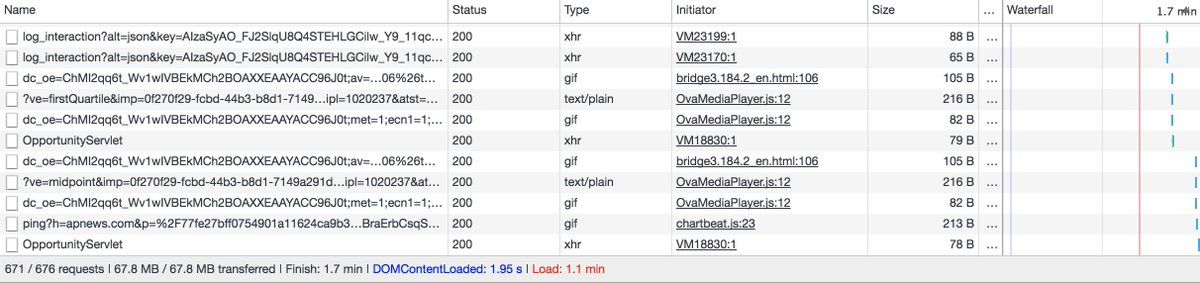 Name Status Type Initiator Size ... Waterfall 1.7 min
log_interaction?alt=json&key=AIzaSyAO_FJ2SlqU8Q4STEHLGCilw_Y9_11qc... 200 xhr VM23199:1 88 B ...
log_interaction?alt=json&key=AIzaSyAO_FJ2SlqU8Q4STEHLGCilw_Y9_11qc... 200 xhr VM23170:1 65 B ...
dc_oe=ChMI2qq6t_Wv1wIVBEkMCh2BOAXXEAAYACC96J0t;av=...06%26t... 200 gif bridge3.184.2_en.html:106 105 B ...
?ve=firstQuartile&imp=0f270f29-fcbd-44b3-b8d1-7149...ipl=1020237&atst=... 200 text/plain OvaMediaPlayer.js:12 216 B ...
dc_oe=ChMI2qq6t_Wv1wIVBEkMCh2BOAXXEAAYACC96J0t;met=1;ecn1=1;... 200 gif OvaMediaPlayer.js:12 82 B ...
OpportunityServlet 200 xhr VM18830:1 79 B ...
dc_oe=ChMI2qq6t_Wv1wIVBEkMCh2BOAXXEAAYACC96J0t;av=...06%26t... 200 gif bridge3.184.2_en.html:106 105 B ...
?ve=midpoint&imp=0f270f29-fcbd-44b3-b8d1-7149a291d...ipl=1020237&at... 200 text/plain OvaMediaPlayer.js:12 216 B ...
dc_oe=ChMI2qq6t_Wv1wIVBEkMCh2BOAXXEAAYACC96J0t;met=1;ecn1=1;... 200 gif OvaMediaPlayer.js:12 82 B ...
ping?h=apnews.com&p=%2F77fe27bff0754901a11624ca9b3...BraErbCsqS... 200 gif chartbeat.js:23 213 B ...
OpportunityServlet 200 xhr VM18830:1 78 B ...
671 / 676 requests | 67.8 MB / 67.8 MB transferred | Finish: 1.7 min | DOMContentLoaded: 1.95 s | Load: 1.1 min